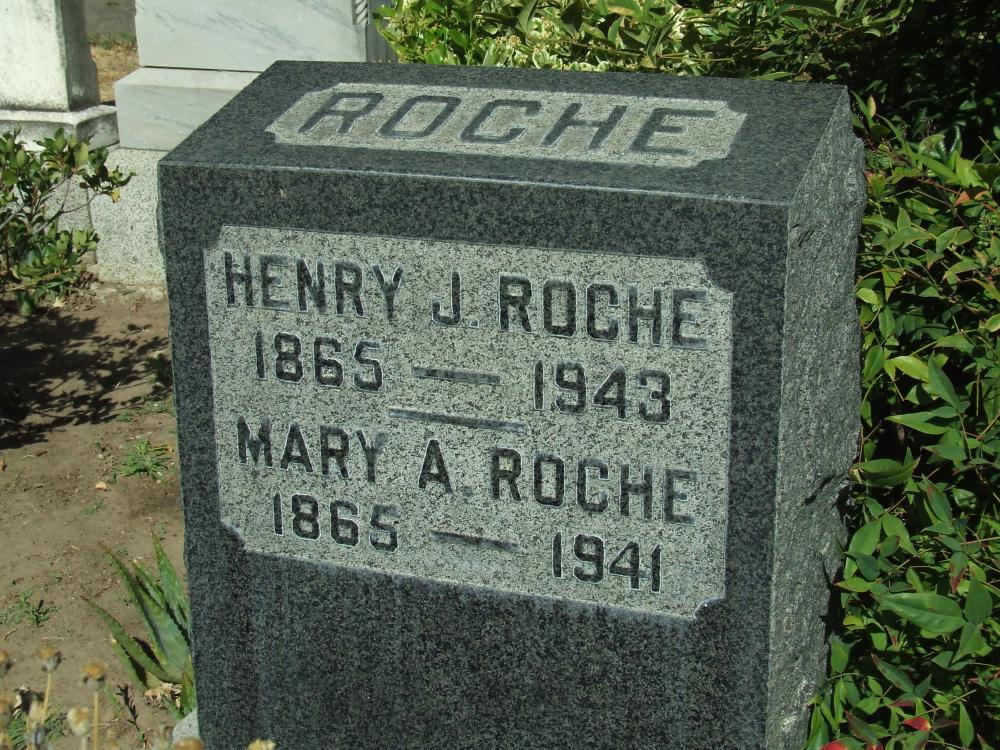 ROCHE
HENRY J. ROCHE
1865 — 1943
MARY A. ROCHE
1865 — 1941